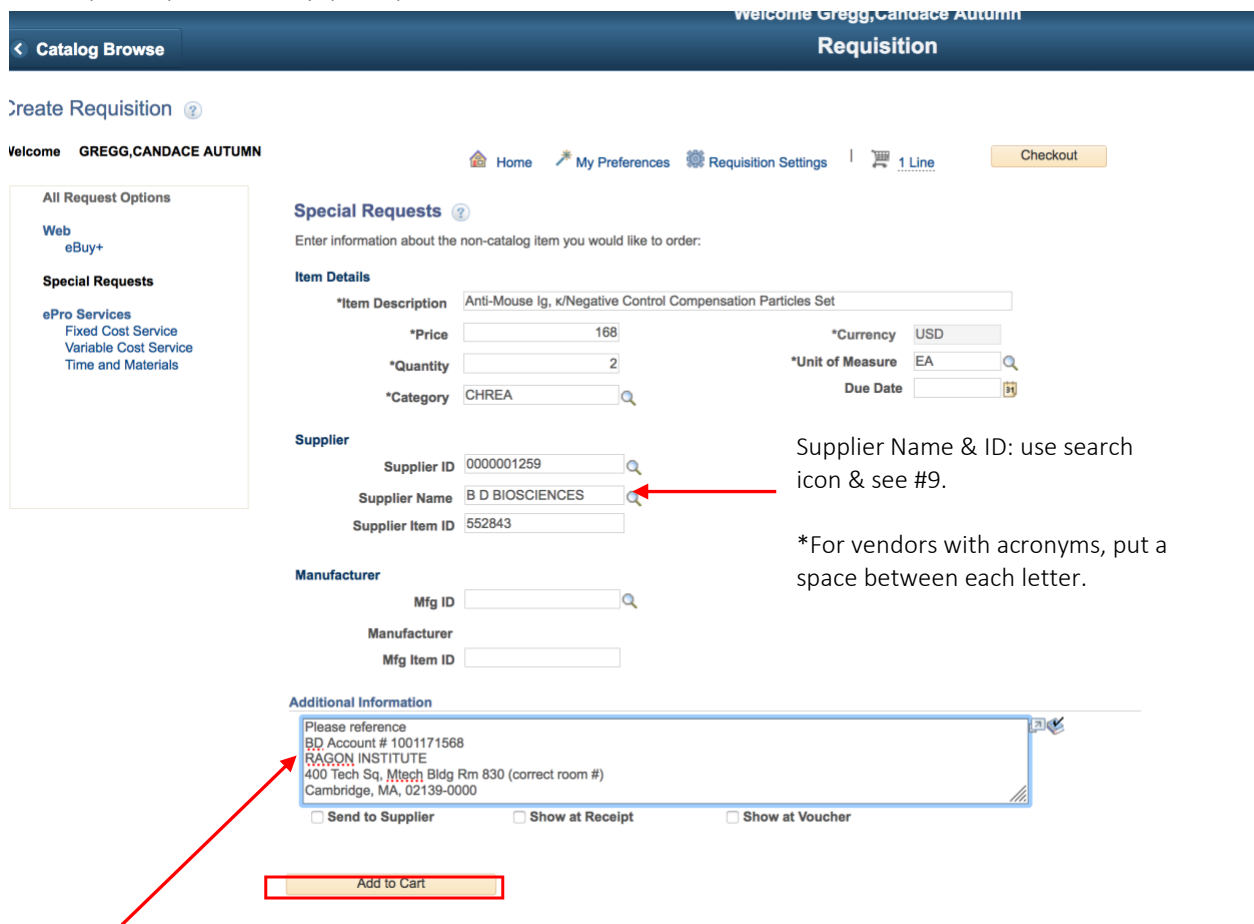 Welcome Gregg,Candace Autumn
Catalog Browse
Requisition
Create Requisition
Welcome GREGG,CANDACE AUTUMN
Home My Preferences Requisition Settings | 1 Line Checkout
All Request Options
Web
eBuy+
Special Requests
ePro Services
Fixed Cost Service
Variable Cost Service
Time and Materials
Special Requests
Enter information about the non-catalog item you would like to order:
Item Details
*Item Description Anti-Mouse Ig, κ/Negative Control Compensation Particles Set
*Price 168 *Currency USD
*Quantity 2 *Unit of Measure EA
*Category CHREA Due Date
Supplier
Supplier ID 0000001259
Supplier Name B D BIOSCIENCES
Supplier Item ID 552843
Supplier Name & ID: use search
icon & see #9.
*For vendors with acronyms, put a
space between each letter.
Manufacturer
Mfg ID
Manufacturer
Mfg Item ID
Additional Information
Please reference
BD Account # 1001171568
RAGON INSTITUTE
400 Tech Sq, Mtech Bldg Rm 830 (correct room #)
Cambridge, MA, 02139-0000
Send to Supplier Show at Receipt Show at Voucher
Add to Cart